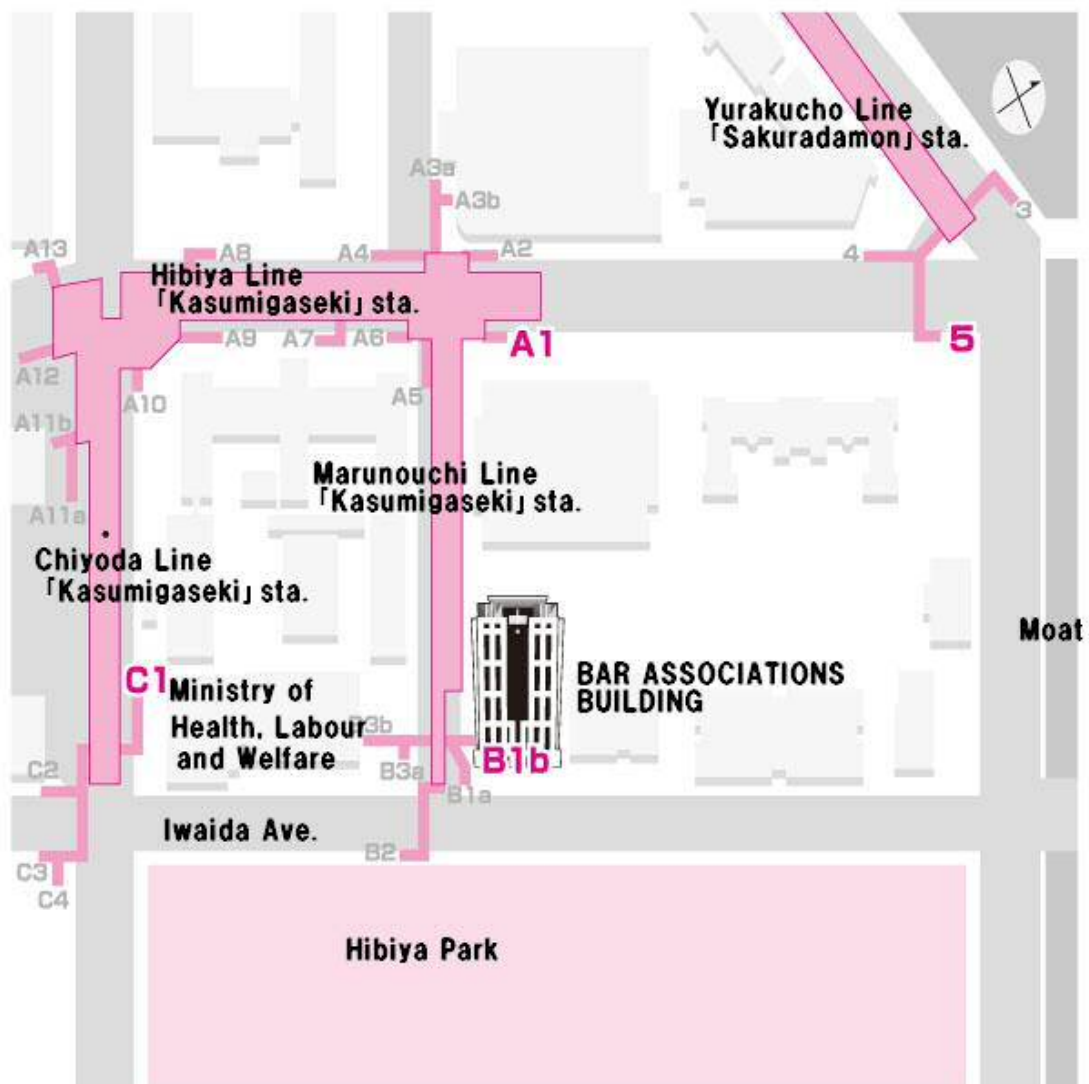 Yurakucho Line
「Sakuradamon」sta.
A3a
A3b
3
A13
A8
A4
A2
4
Hibiya Line
「Kasumigaseki」sta.
A9
A7
A6
A1
5
A12
A10
A5
A11b
Marunouchi Line
「Kasumigaseki」sta.
A11a
Chiyoda Line
「Kasumigaseki」sta.
Moat
C1
Ministry of
Health, Labour
and Welfare
BAR ASSOCIATIONS
BUILDING
B3b
B1b
C2
B3a
B1a
Iwaida Ave.
B2
C3
C4
Hibiya Park